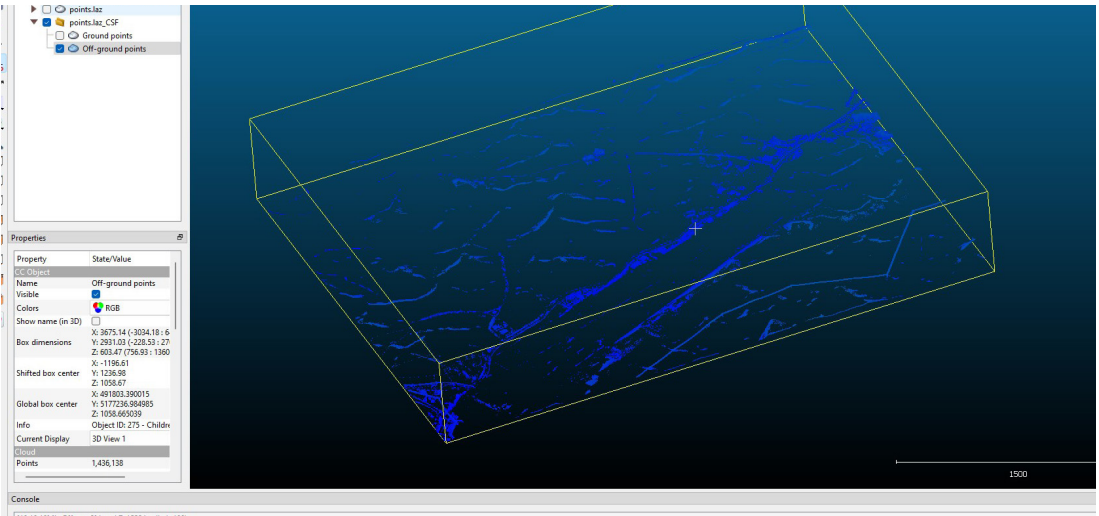 points.laz
points.laz_CSF
Ground points
Off-ground points
Properties
Property State/Value
CC Object
Name Off-ground points
Visible
Colors RGB
Show name (in 3D)
Box dimensions X: 3675.14 (-3034.18 : 6
Y: 2931.03 (-228.53 : 27
Z: 603.47 (756.93 : 1360
Shifted box center X: -1196.61
Y: 1236.98
Z: 1058.67
Global box center X: 491803.390015
Y: 5177236.984985
Z: 1058.665039
Info Object ID: 275 - Childre
Current Display 3D View 1
Cloud
Points 1,436,138
1500
Console